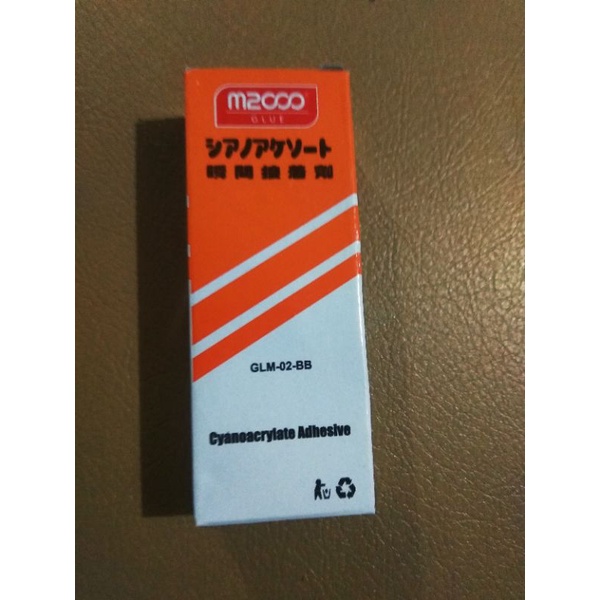 m2000
GLUE
シアノアケソート
瞬間接着剤
GLM-02-BB
Cyanoacrylate Adhesive